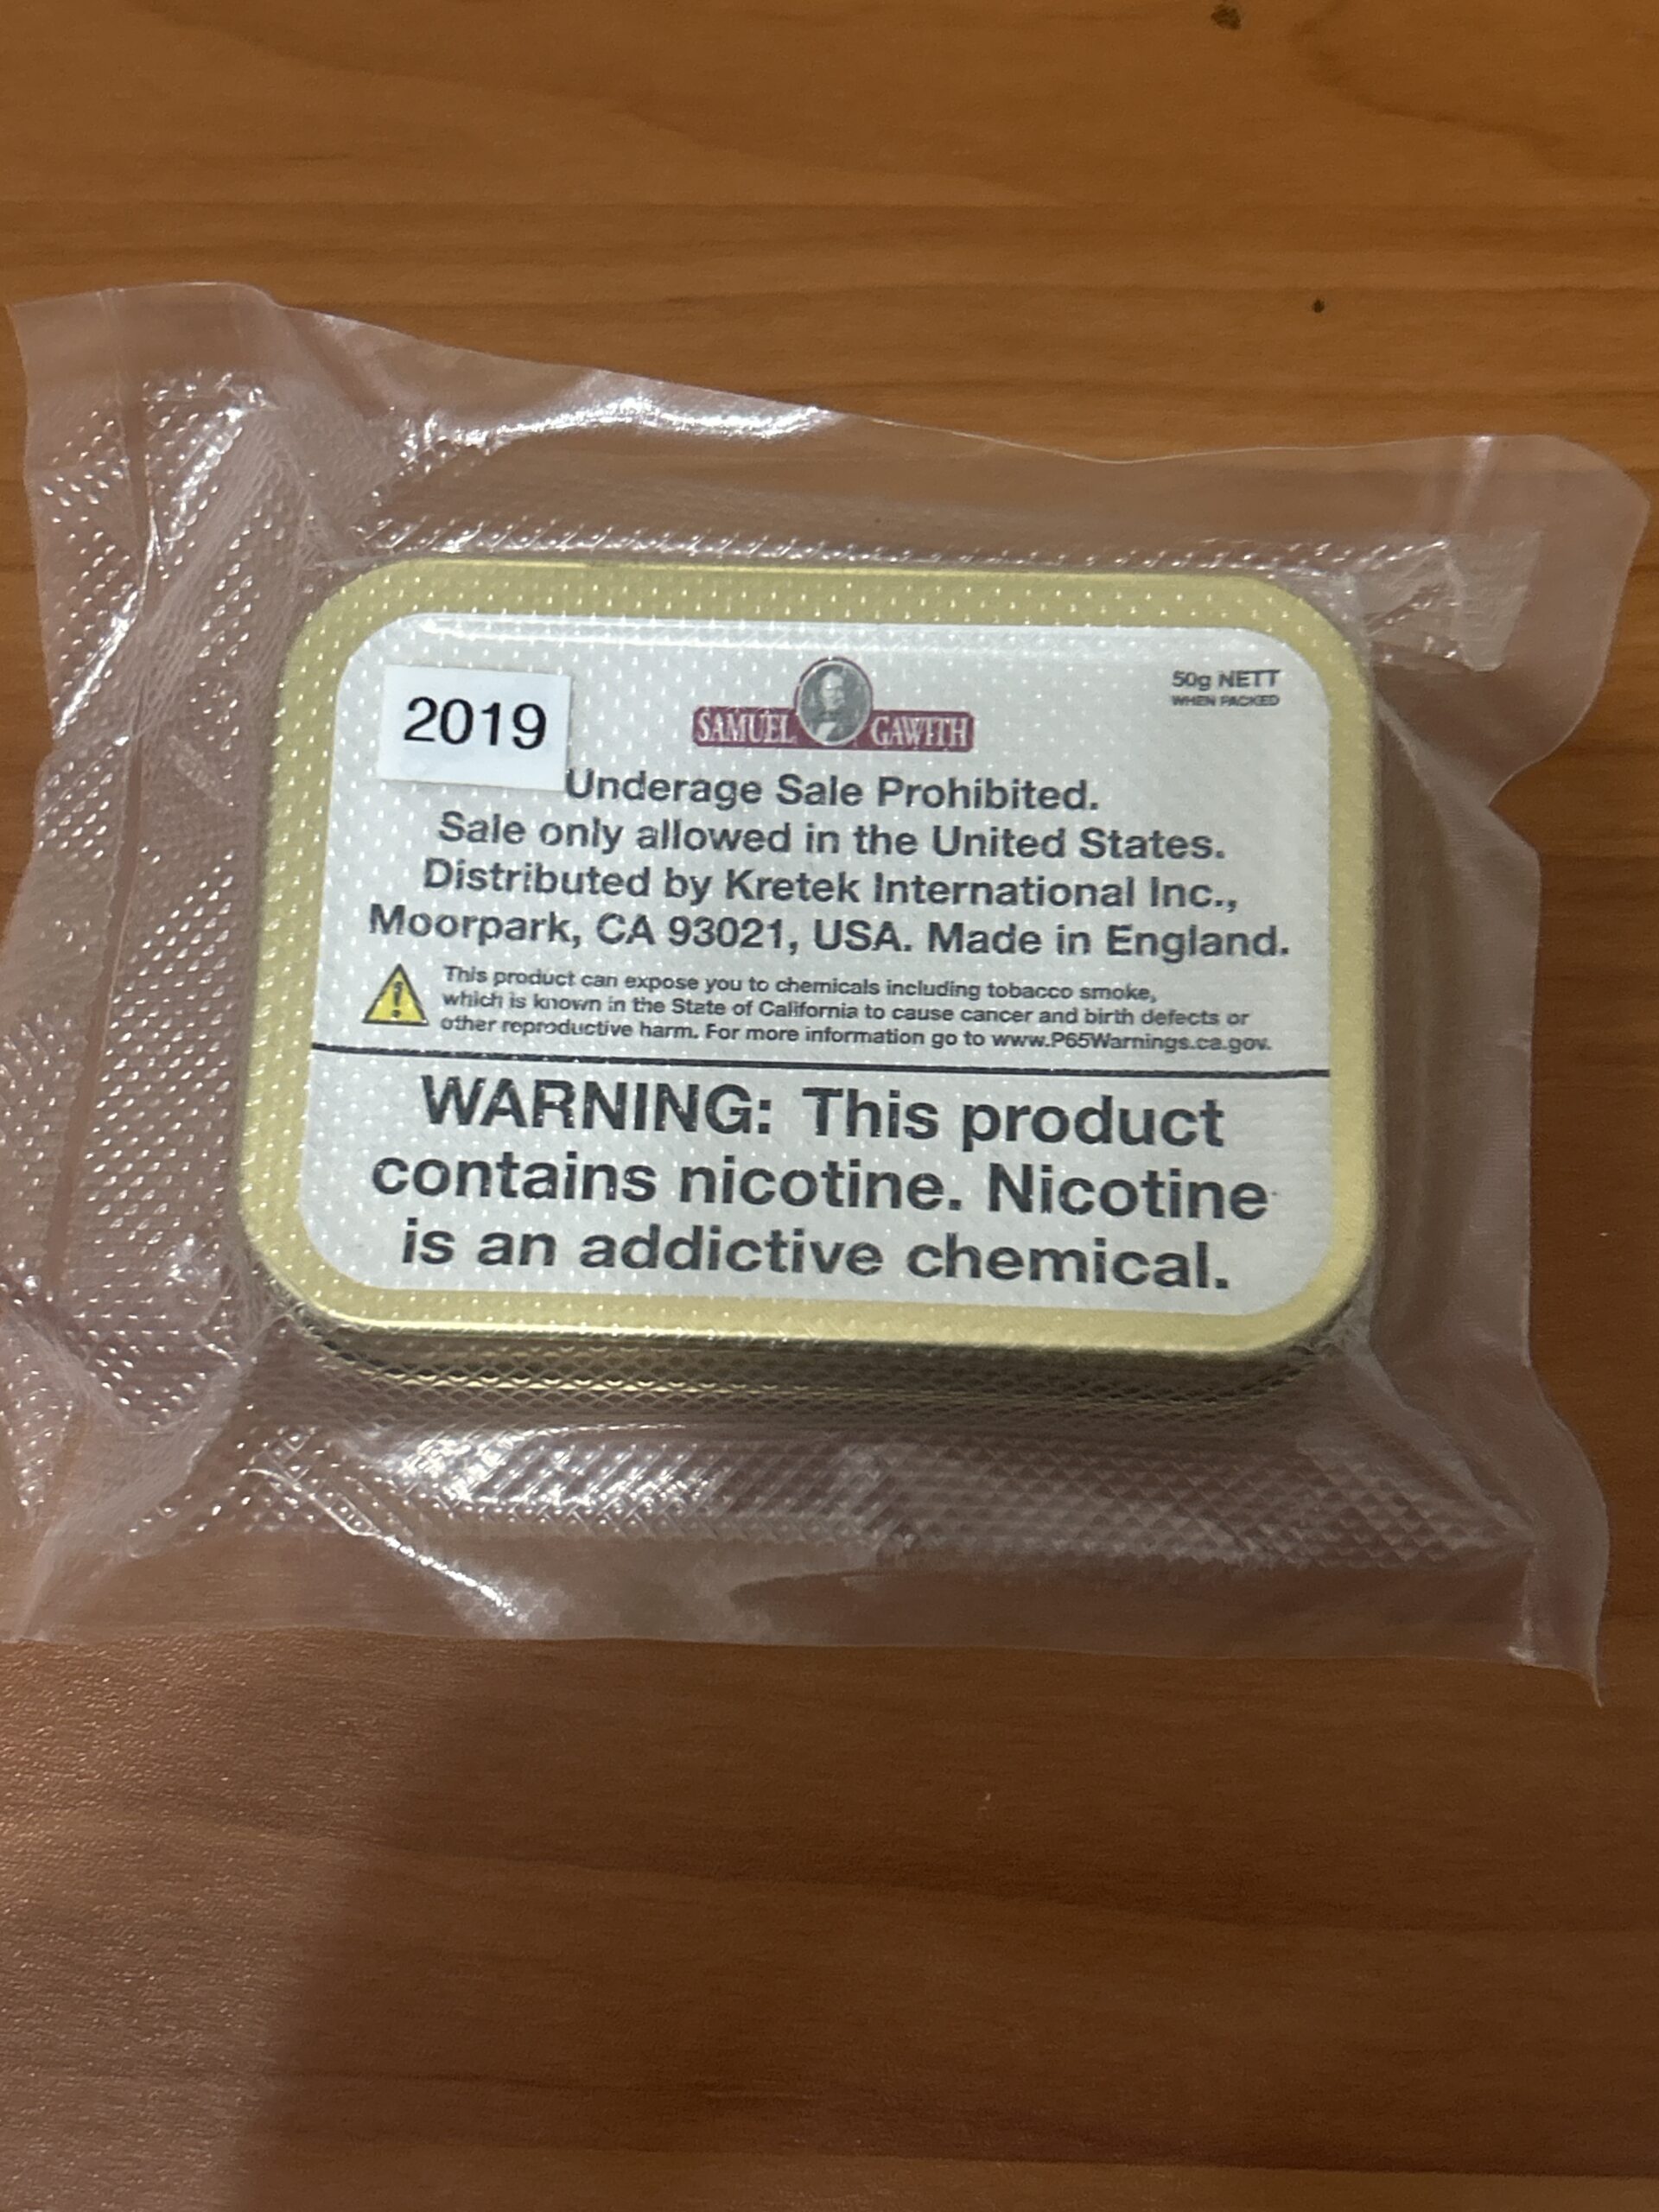 2019
SAMUEL GAWITH
50g NETT
WHEN PACKED
Underage Sale Prohibited.
Sale only allowed in the United States.
Distributed by Kretek International Inc.,
Moorpark, CA 93021, USA. Made in England.
This product can expose you to chemicals including tobacco smoke,
which is known in the State of California to cause cancer and birth defects or
other reproductive harm. For more information go to www.P65Warnings.ca.gov.
WARNING: This product
contains nicotine. Nicotine
is an addictive chemical.